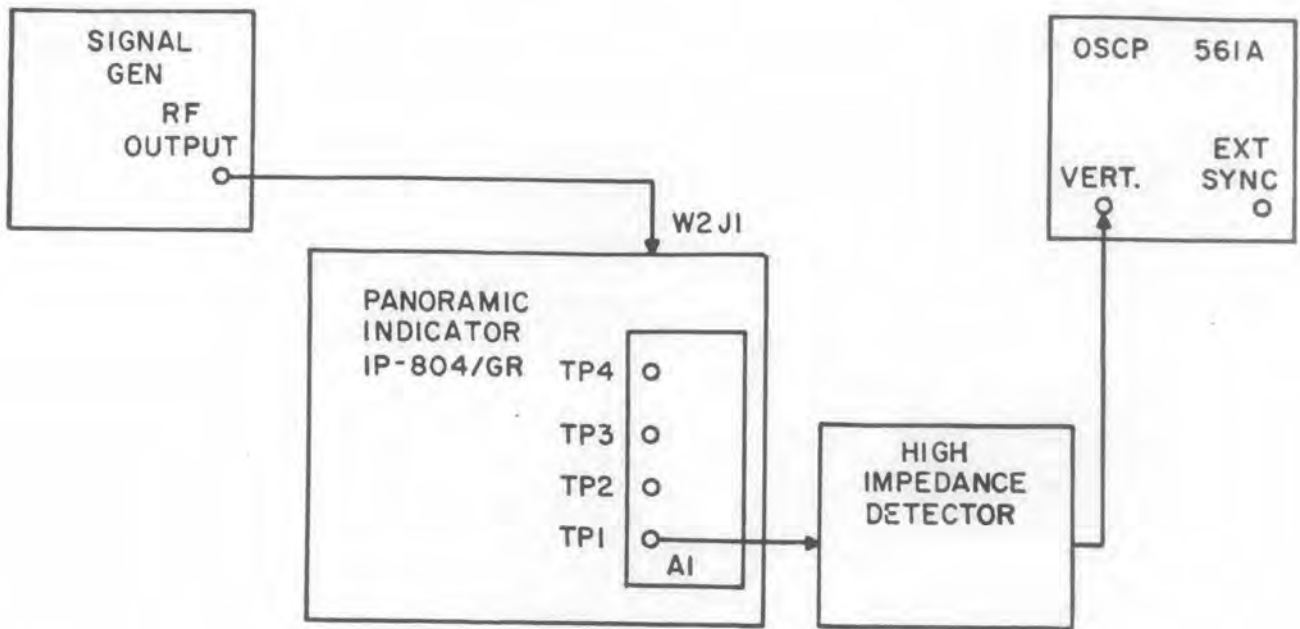 SIGNAL
GEN
RF
OUTPUT
OSCP 561A
VERT.
EXT
SYNC
W2J1
PANORAMIC
INDICATOR
IP-804/GR
TP4
TP3
TP2
TP1
A1
HIGH
IMPEDANCE
DETECTOR